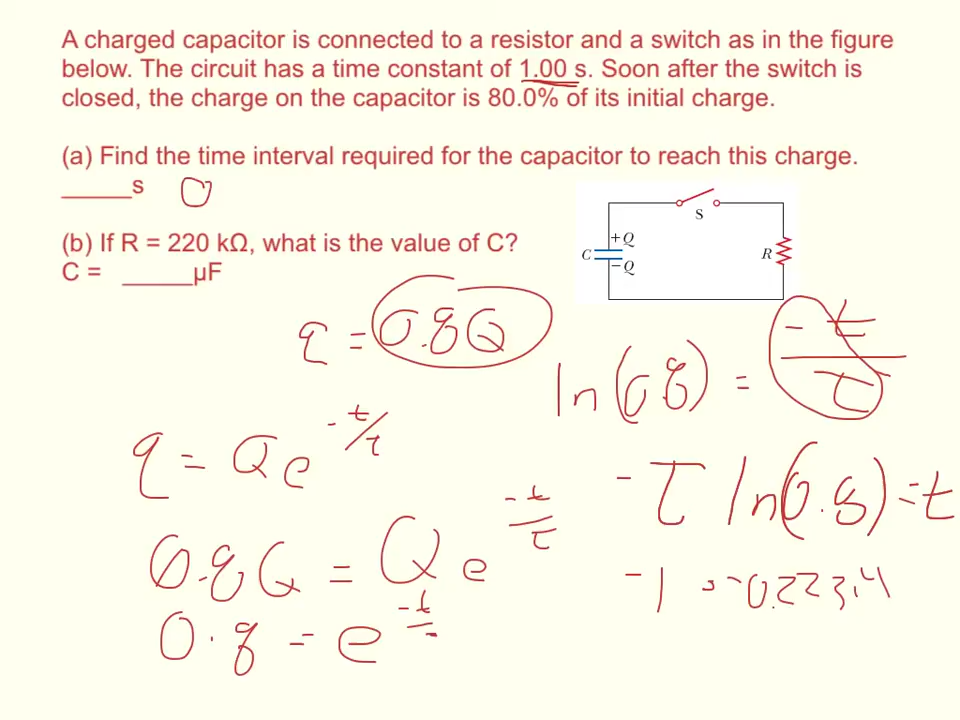 A charged capacitor is connected to a resistor and a switch as in the figure
below. The circuit has a time constant of 1.00 s. Soon after the switch is
closed, the charge on the capacitor is 80.0% of its initial charge.
(a) Find the time interval required for the capacitor to reach this charge.
_____s
(b) If R = 220 kΩ, what is the value of C?
C = _____µF
S
+Q
C
−Q
R
q = 0.8Q
ln(0.8) = -t/τ
q = Q e^-t/τ
-τ ln(0.8) = t
0.8Q = Q e^-t/τ
0.8 = e^-t